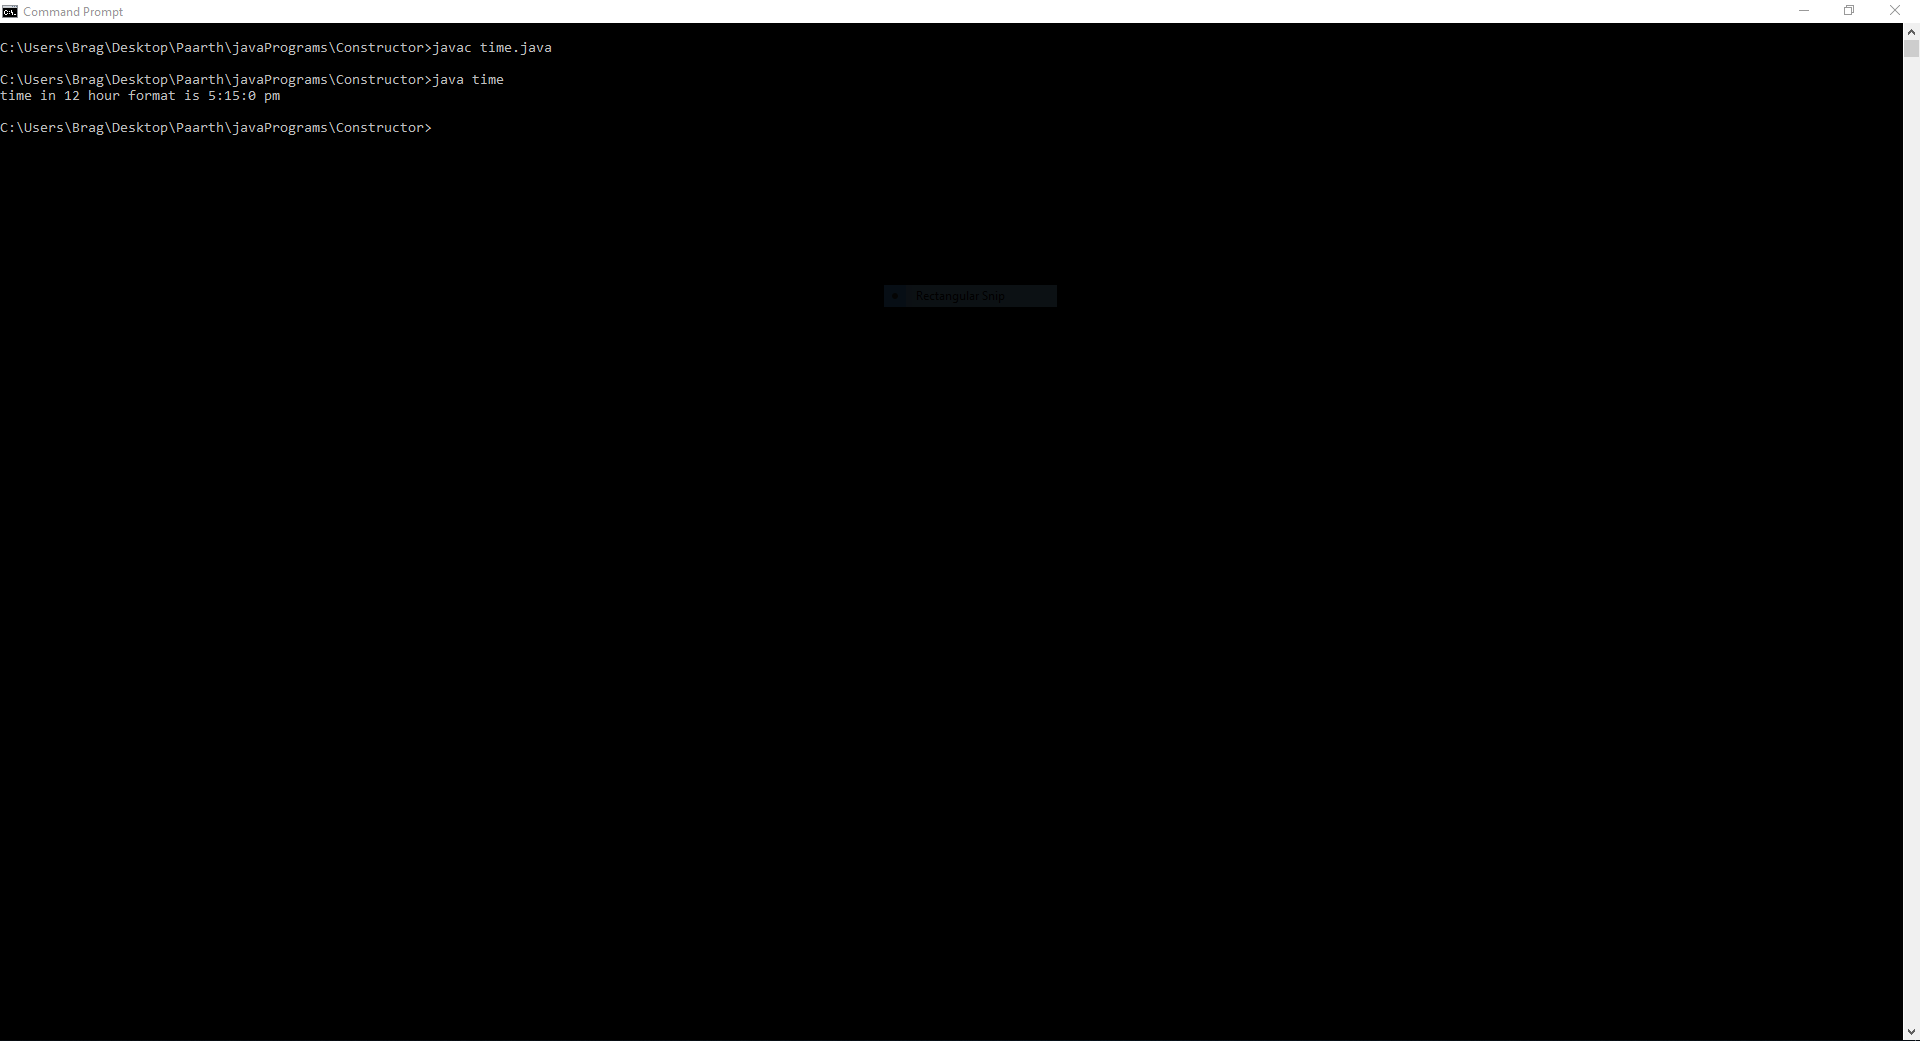 Command Prompt
C:\Users\Brag\Desktop\Paarth\javaPrograms\Constructor>javac time.java
C:\Users\Brag\Desktop\Paarth\javaPrograms\Constructor>java time
time in 12 hour format is 5:15:0 pm
C:\Users\Brag\Desktop\Paarth\javaPrograms\Constructor>
Rectangular Snip